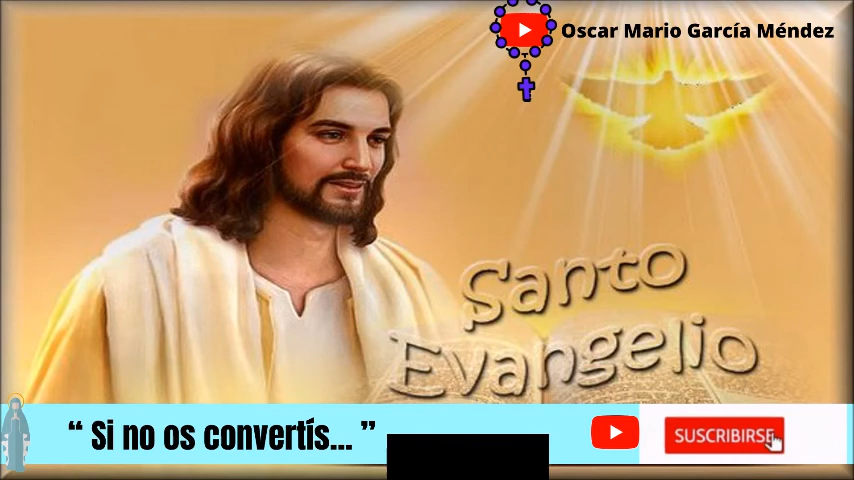 Oscar Mario García Méndez
Santo
Evangelio
“ Si no os convertís... ”
SUSCRIBIRSE